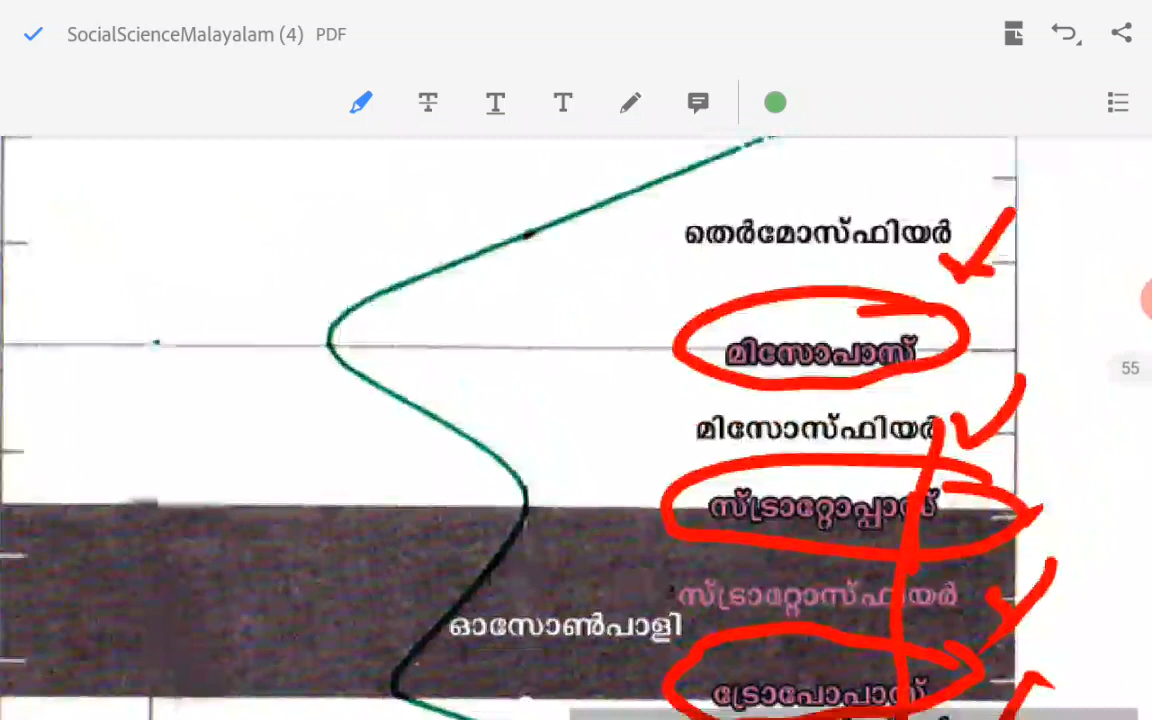 SocialScienceMalayalam (4) PDF
തെർമോസ്ഫിയർ
മിസോപാസ്
55
മിസോസ്ഫിയർ
സ്ട്രാറ്റോപ്പാസ്
സ്ട്രാറ്റോസ്ഫിയർ
ഓസോൺപാളി
ട്രോപോപാസ്